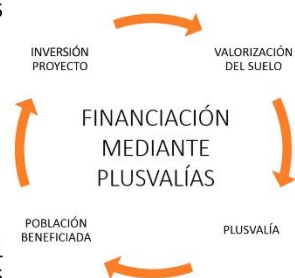 S
INVERSIÓN
PROYECTO
VALORIZACIÓN
DEL SUELO
FINANCIACIÓN
MEDIANTE
PLUSVALÍAS
POBLACIÓN
BENEFICIADA
PLUSVALÍA